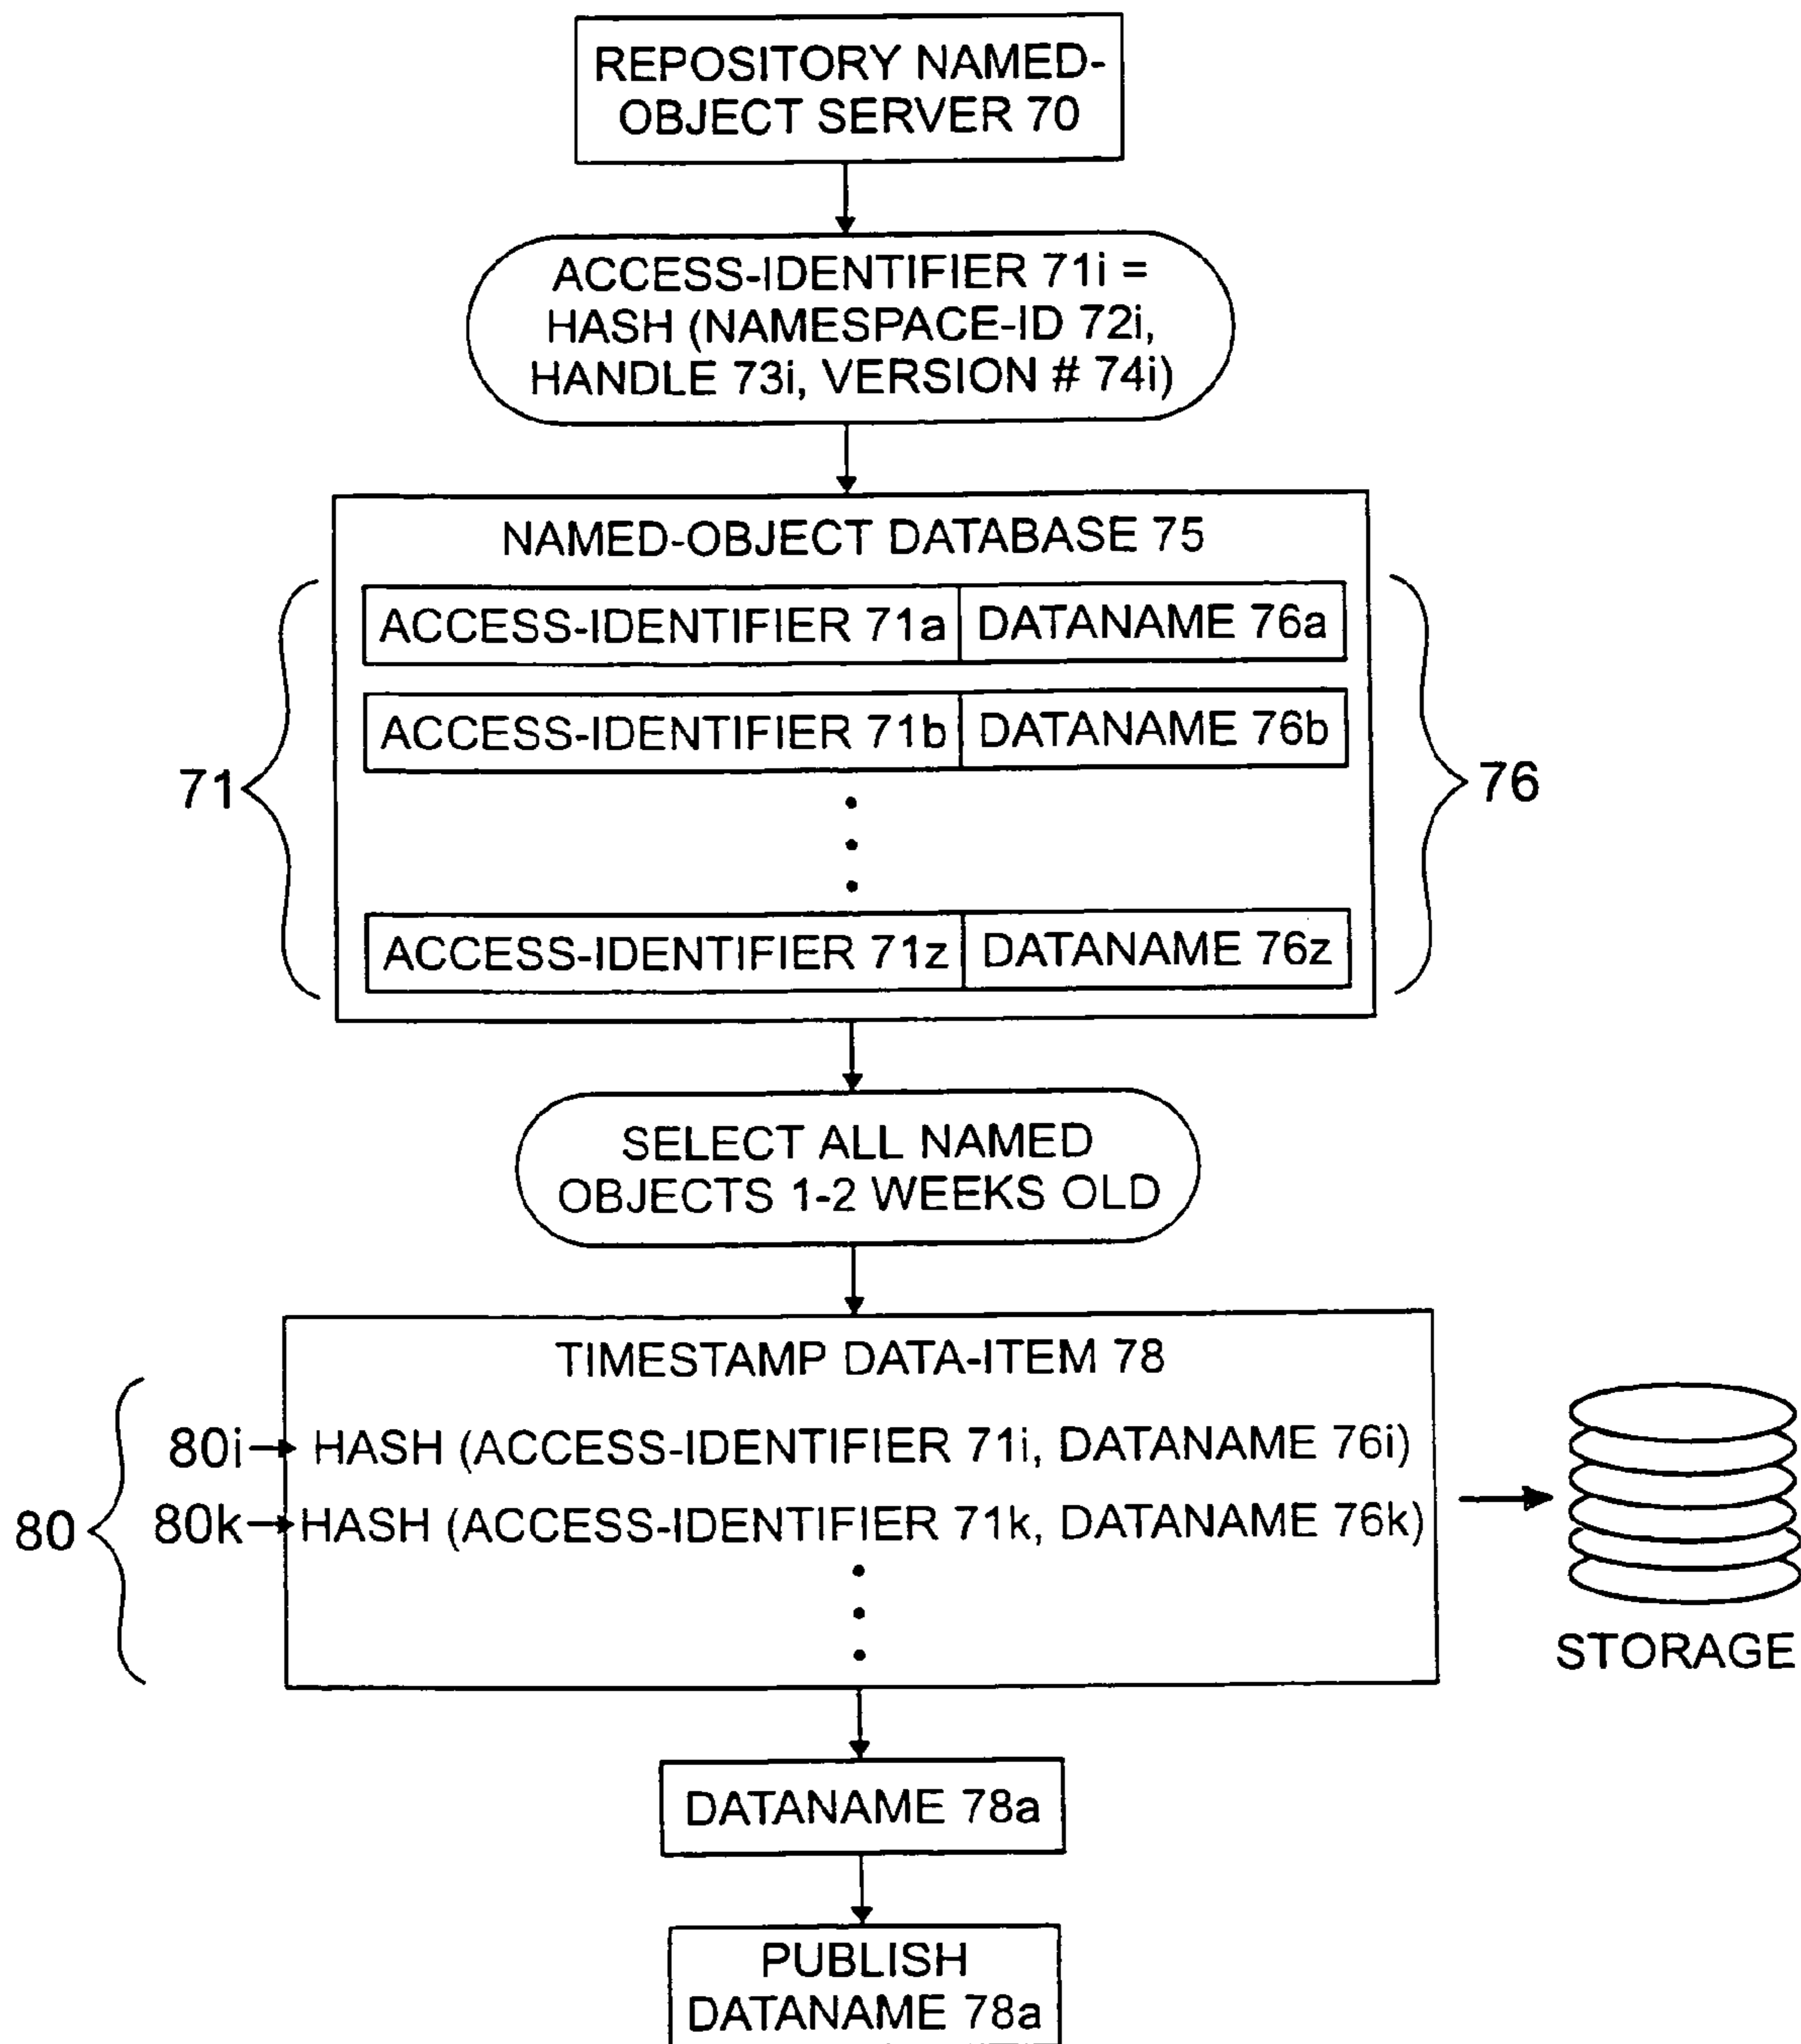 REPOSITORY NAMED-
OBJECT SERVER 70
ACCESS-IDENTIFIER 71i =
HASH (NAMESPACE-ID 72i,
HANDLE 73i, VERSION # 74i)
NAMED-OBJECT DATABASE 75
ACCESS-IDENTIFIER 71a DATANAME 76a
ACCESS-IDENTIFIER 71b DATANAME 76b
71
76
ACCESS-IDENTIFIER 71z DATANAME 76z
SELECT ALL NAMED
OBJECTS 1-2 WEEKS OLD
TIMESTAMP DATA-ITEM 78
80i HASH (ACCESS-IDENTIFIER 71i, DATANAME 76i)
80k HASH (ACCESS-IDENTIFIER 71k, DATANAME 76k)
80
STORAGE
DATANAME 78a
PUBLISH
DATANAME 78a